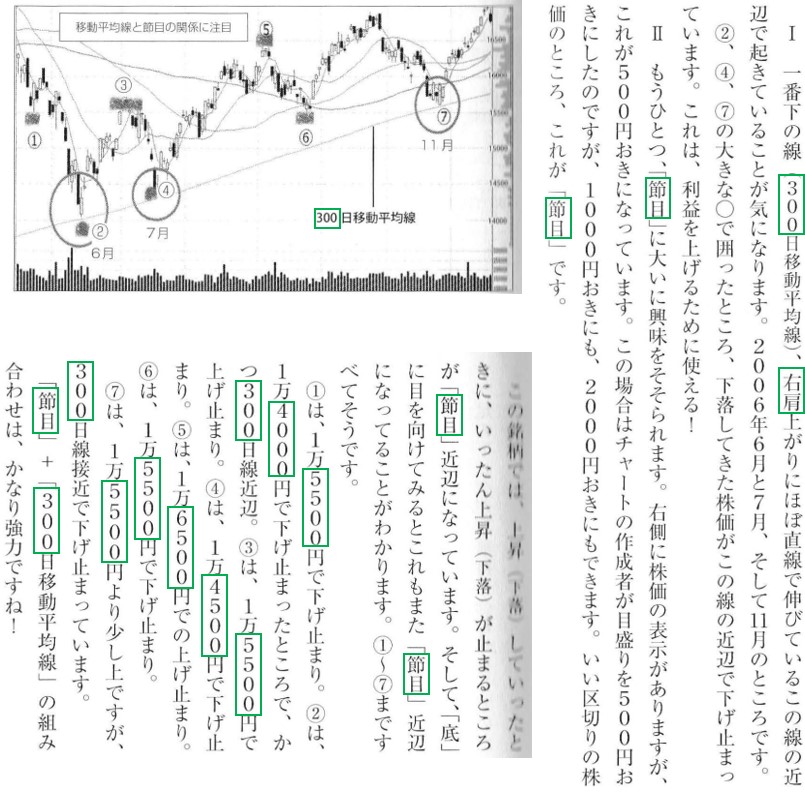 移動平均線と節目の関係に注目
①
②
③
④
⑤
⑥
⑦
6月
7月
11月
300日移動平均線
16500
16000
15500
15000
14500
14000
Ⅰ 一番下の線（300日移動平均線）、右肩上がりにほぼ直線で伸びているこの線の近
辺で起きていることが気になります。2006年6月と7月、そして11月のところです。
②、④、⑦の大きな○で囲ったところ、下落してきた株価がこの線の近辺で下げ止まっ
ています。これは、利益を上げるために使える！
Ⅱ もうひとつ、「節目」に大いに興味をそそられます。右側に株価の表示がありますが、
これが500円おきになっています。この場合はチャートの作成者が目盛りを500円お
きにしたのですが、1000円おきにも、2000円おきにもできます。いい区切りの株
価のところ、これが「節目」です。
この銘柄では、上昇（下落）していったと
きに、いったん上昇（下落）が止まるところ
が「節目」近辺になっています。そして、「底」
に目を向けてみるとこれもまた「節目」近辺
になってることがわかります。①〜⑦まです
べてそうです。
①は、1万5500円で下げ止まり。②は、
1万4000円で下げ止まったところで、か
つ300日線近辺。③は、1万5500円で
上げ止まり。④は、1万4500円で下げ止
まり。⑤は、1万6500円での上げ止まり。
⑥は、1万5500円で下げ止まり。
⑦は、1万5500円より少し上ですが、
300日線接近で下げ止まっています。
「節目」＋「300日移動平均線」の組み
合わせは、かなり強力ですね！